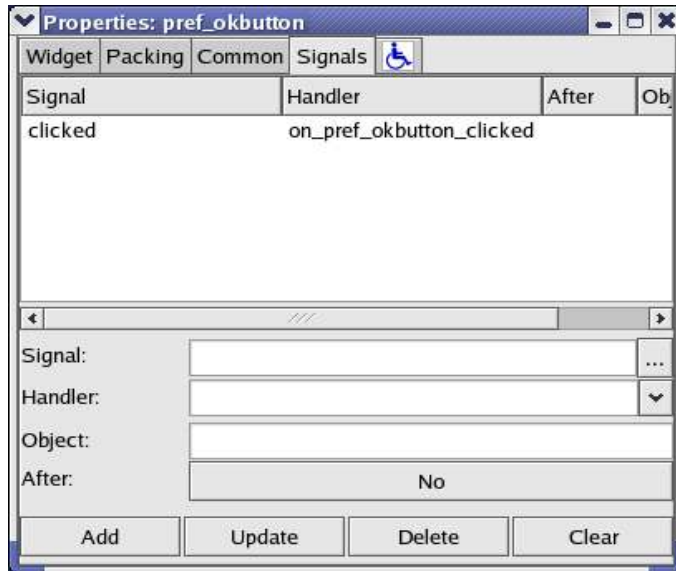 Properties: pref_okbutton
Widget Packing Common Signals
Signal Handler After Obj
clicked on_pref_okbutton_clicked
Signal: ...
Handler:
Object:
After: No
Add Update Delete Clear